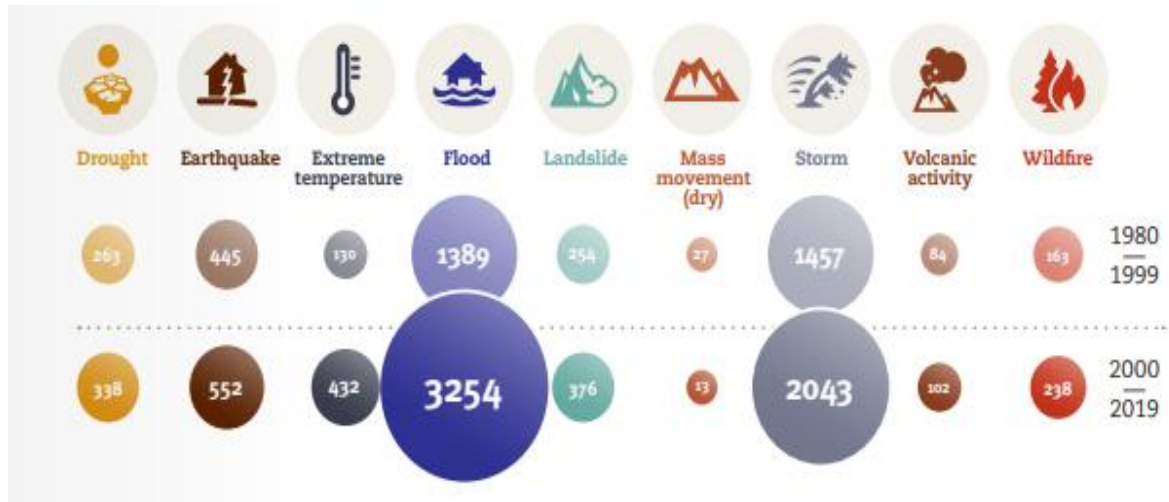 Drought Earthquake Extreme temperature Flood Landslide Mass movement (dry) Storm Volcanic activity Wildfire
263 445 130 1389 254 27 1457 84 163 1980 — 1999
338 552 432 3254 376 13 2043 102 238 2000 — 2019